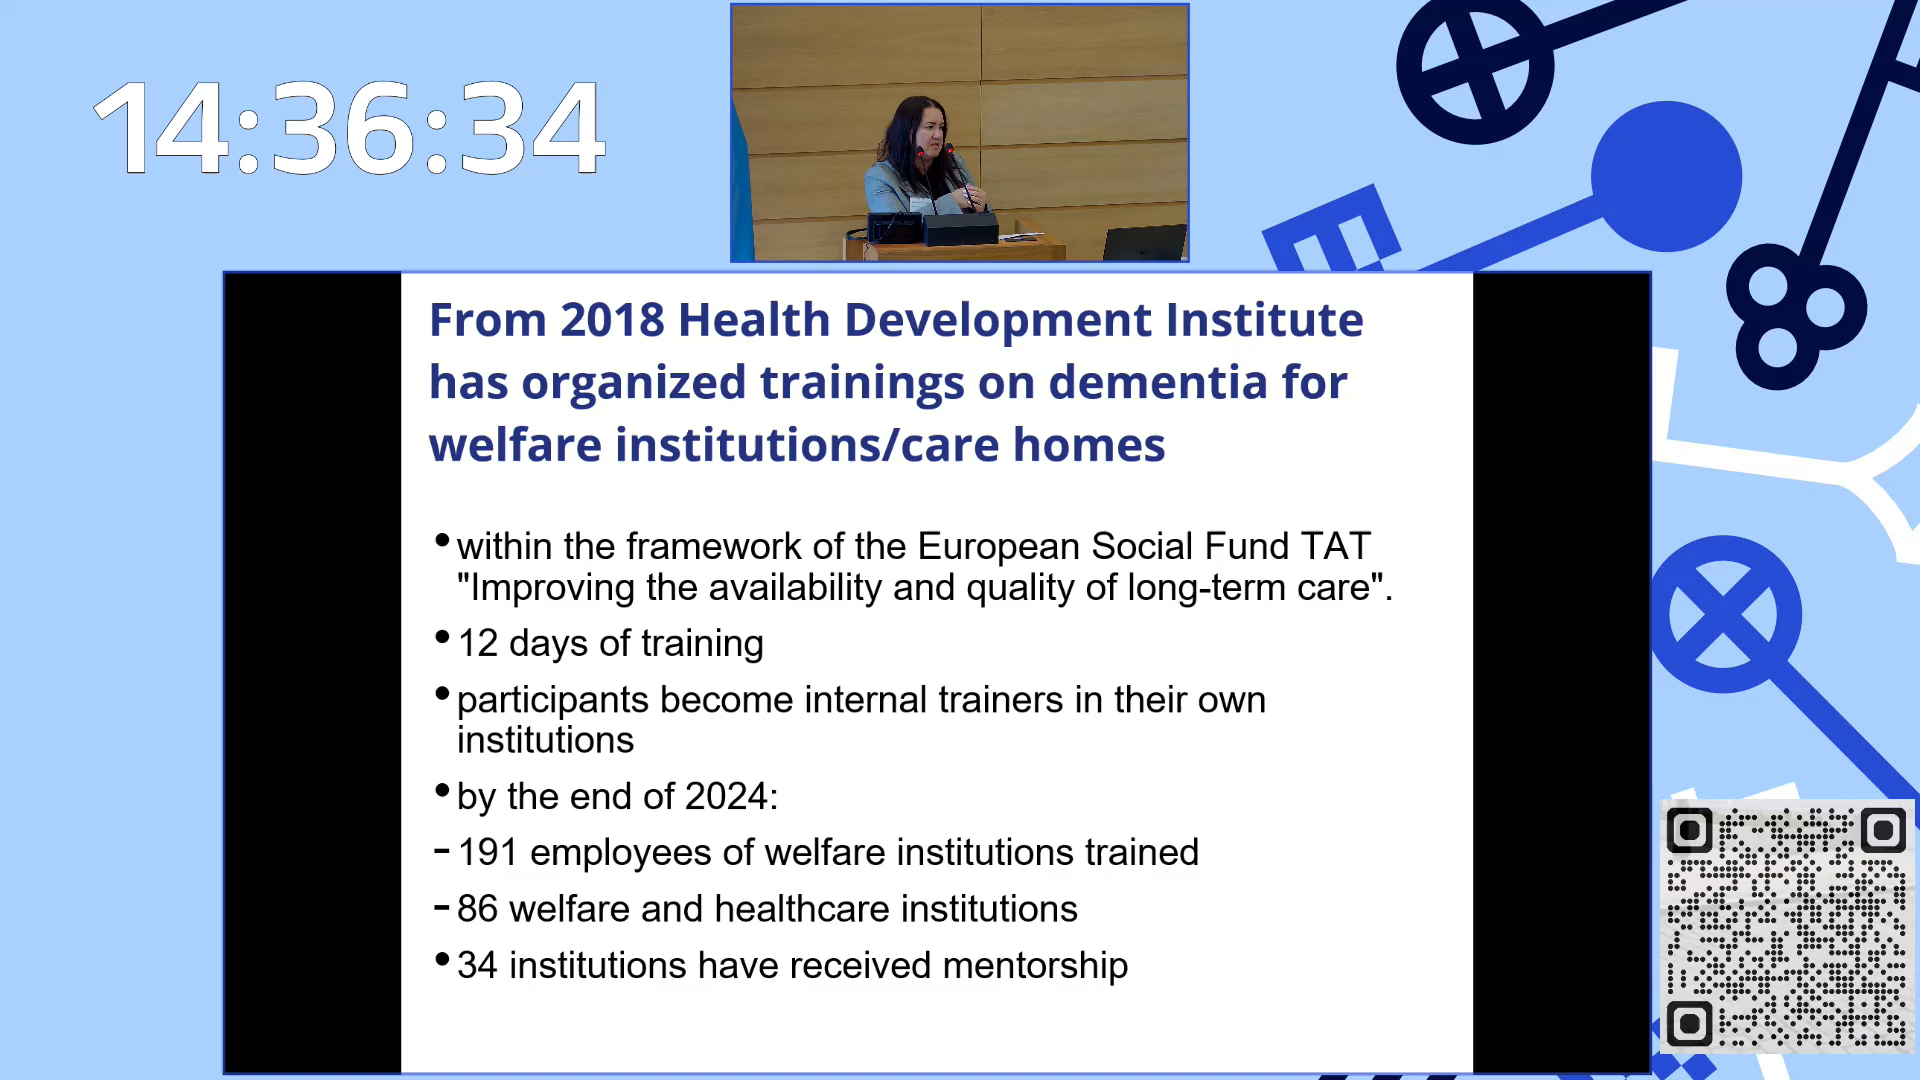 14:36:34
From 2018 Health Development Institute
has organized trainings on dementia for
welfare institutions/care homes
•within the framework of the European Social Fund TAT
"Improving the availability and quality of long-term care".
•12 days of training
•participants become internal trainers in their own
institutions
•by the end of 2024:
-191 employees of welfare institutions trained
-86 welfare and healthcare institutions
•34 institutions have received mentorship